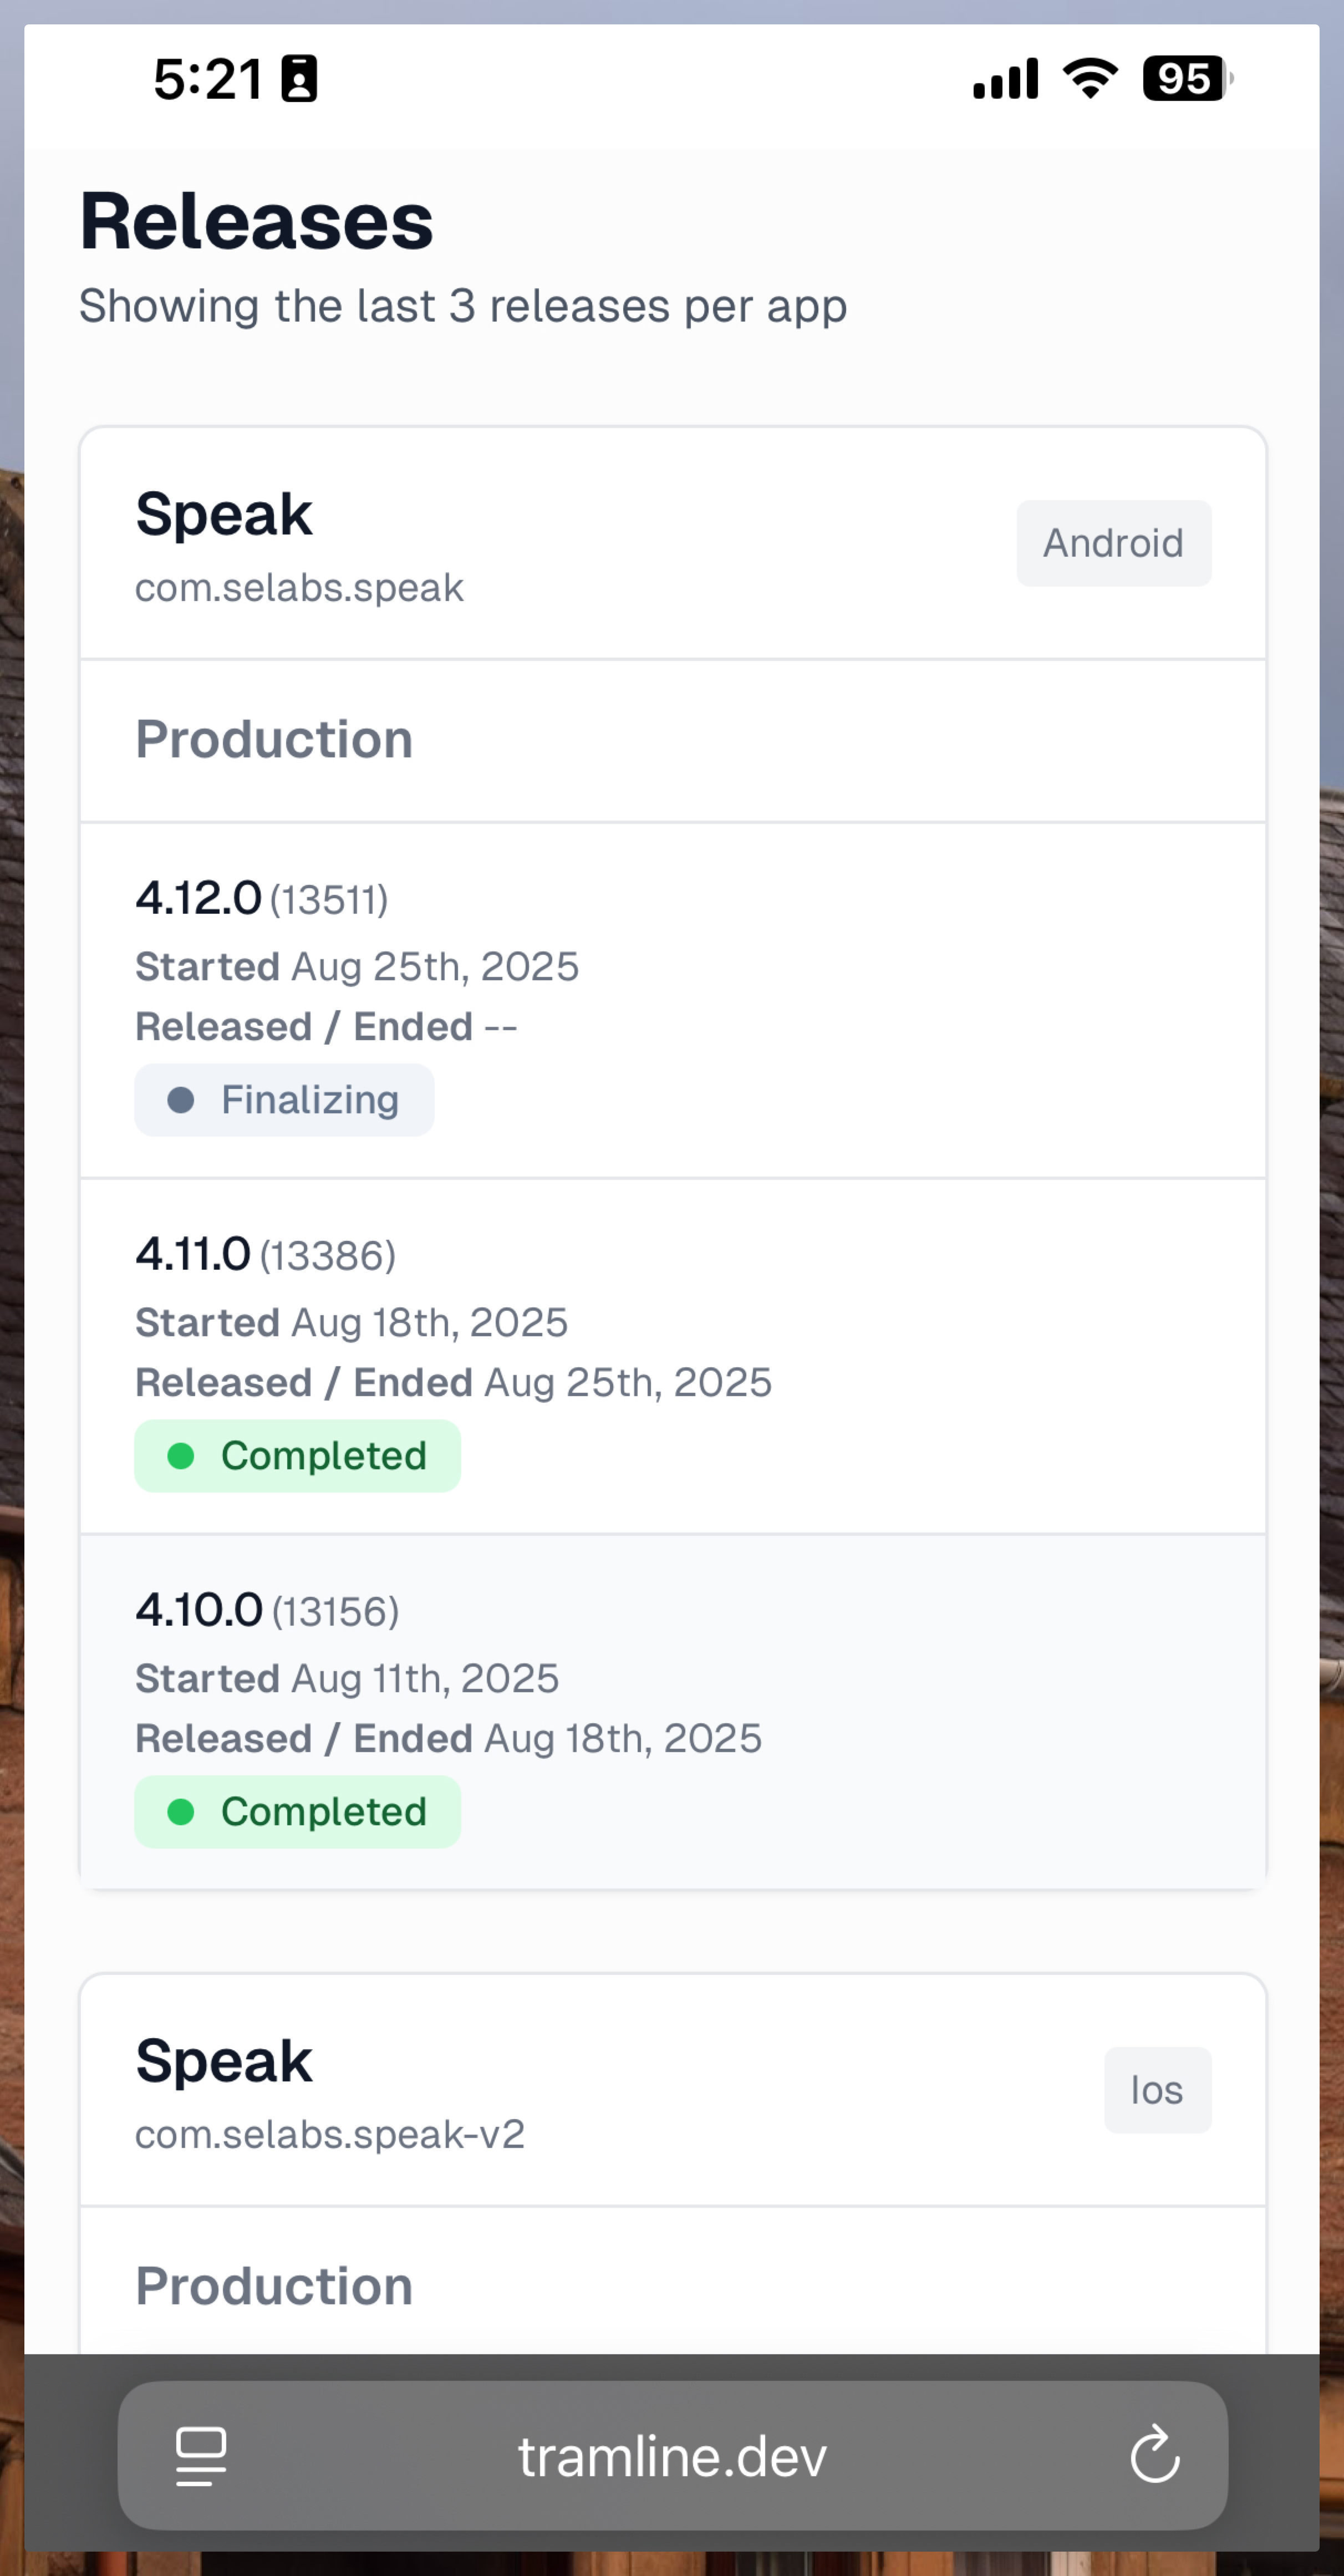 5:21
95
Releases
Showing the last 3 releases per app
Speak
com.selabs.speak
Android
Production
4.12.0 (13511)
Started Aug 25th, 2025
Released / Ended --
Finalizing
4.11.0 (13386)
Started Aug 18th, 2025
Released / Ended Aug 25th, 2025
Completed
4.10.0 (13156)
Started Aug 11th, 2025
Released / Ended Aug 18th, 2025
Completed
Speak
com.selabs.speak-v2
Ios
Production
tramline.dev